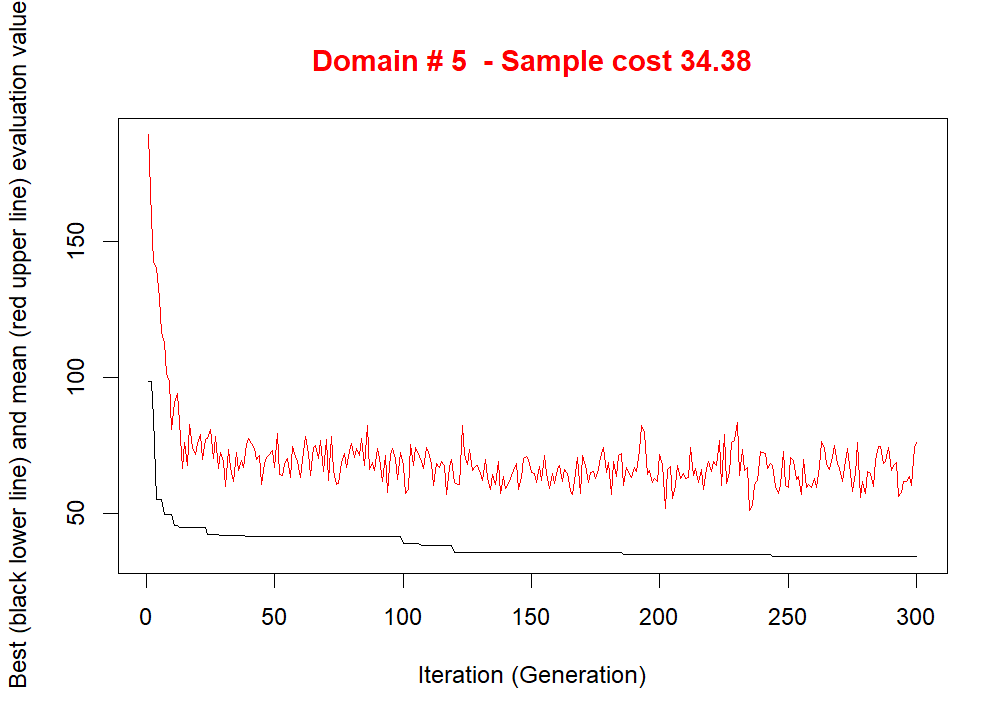 Domain # 5  - Sample cost 34.38
Best (black lower line) and mean (red upper line) evaluation value
150
100
50
0 50 100 150 200 250 300
Iteration (Generation)